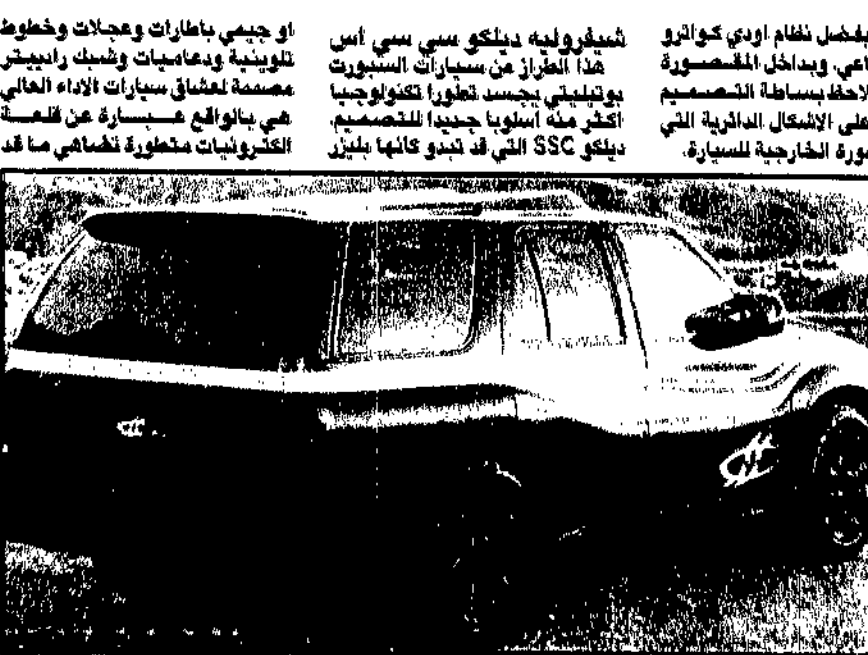 بفضل نظام اودي كواترو
اعي. وبداخل المقصورة
لاحظ بساطة التصميم
على الاشكال الدائرية التي
ورة الخارجية للسيارة.
شيفروليه ديلكو سي سي اس
هذا الطراز من سيارات السبورت
يوتيليتي يجسد تطورا تكنولوجيا
اكثر منه اسلوبا جديدا للتصميم.
ديلكو SSC التي قد تبدو كانها بليزر
او جيمي باطارات وعجلات وخطوط
تلوينية ودعاميات وشبك رادييتر
مصممة لعشاق سيارات الاداء العالي
هي بالواقع عبارة عن قلعة
الكترونيات متطورة تضاهي ما قد